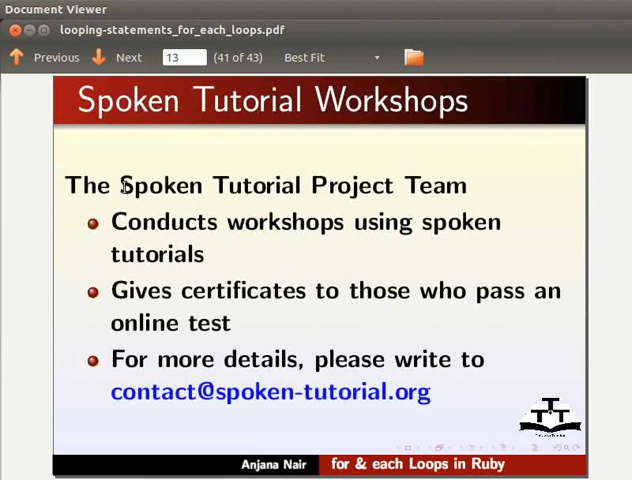 Document Viewer
looping-statements_for_each_loops.pdf
Previous Next 13 (41 of 43) Best Fit
Spoken Tutorial Workshops
The Spoken Tutorial Project Team
Conducts workshops using spoken
tutorials
Gives certificates to those who pass an
online test
For more details, please write to
contact@spoken-tutorial.org
Anjana Nair for & each Loops in Ruby